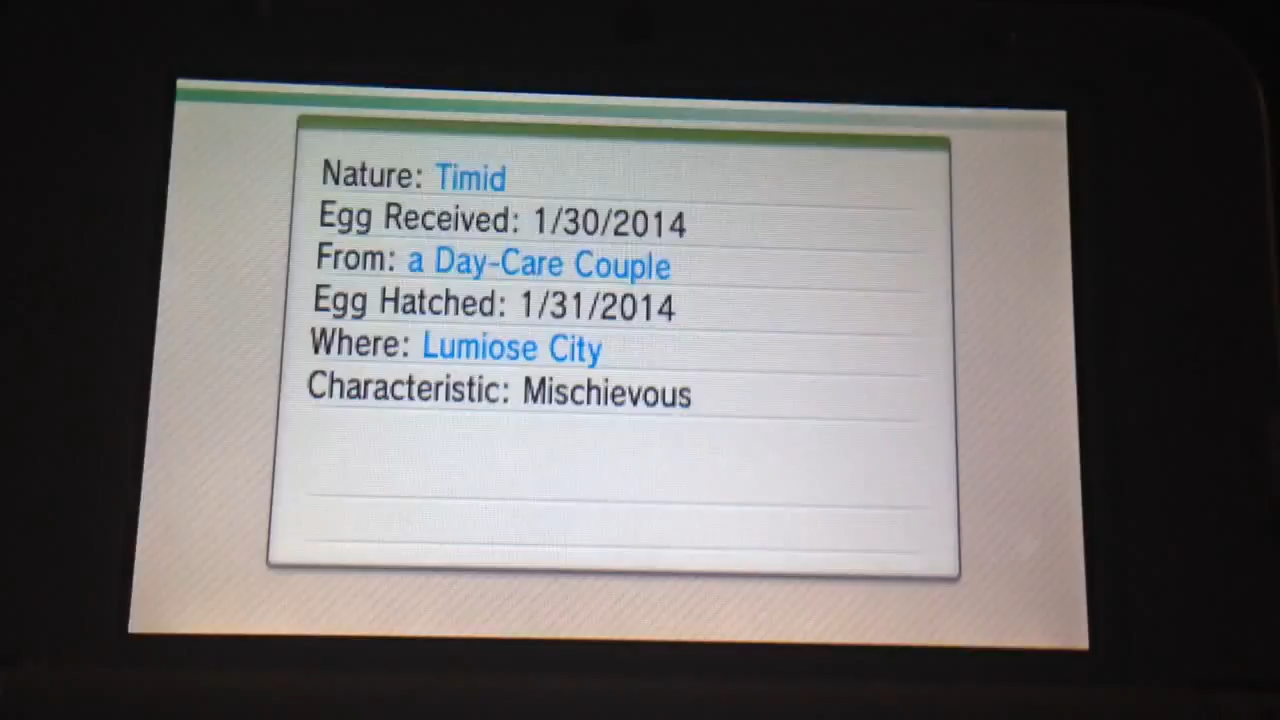 Nature: Timid
Egg Received: 1/30/2014
From: a Day-Care Couple
Egg Hatched: 1/31/2014
Where: Lumiose City
Characteristic: Mischievous